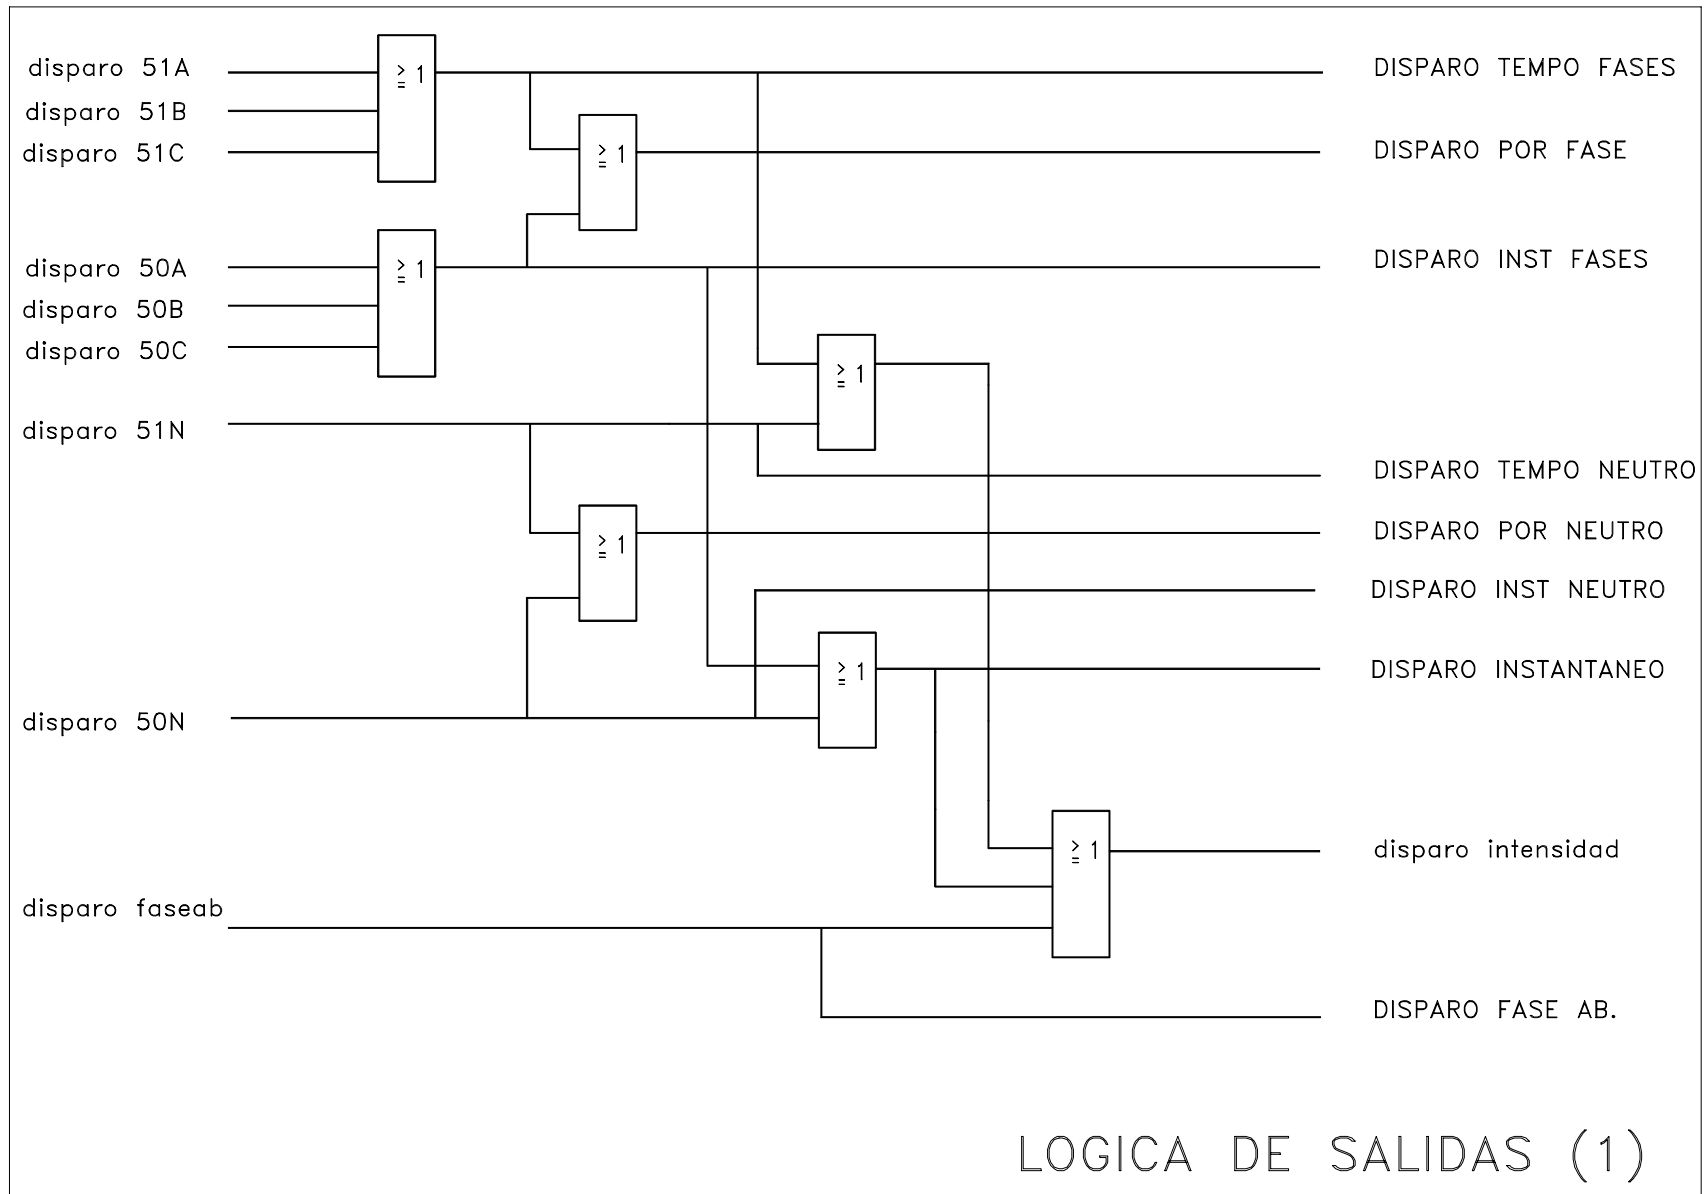 disparo 51A
≥ 1
DISPARO TEMPO FASES
disparo 51B
disparo 51C
≥ 1
DISPARO POR FASE
disparo 50A
≥ 1
DISPARO INST FASES
disparo 50B
disparo 50C
≥ 1
disparo 51N
DISPARO TEMPO NEUTRO
≥ 1
DISPARO POR NEUTRO
DISPARO INST NEUTRO
≥ 1
DISPARO INSTANTANEO
disparo 50N
≥ 1
disparo intensidad
disparo faseab
DISPARO FASE AB.
LOGICA DE SALIDAS (1)